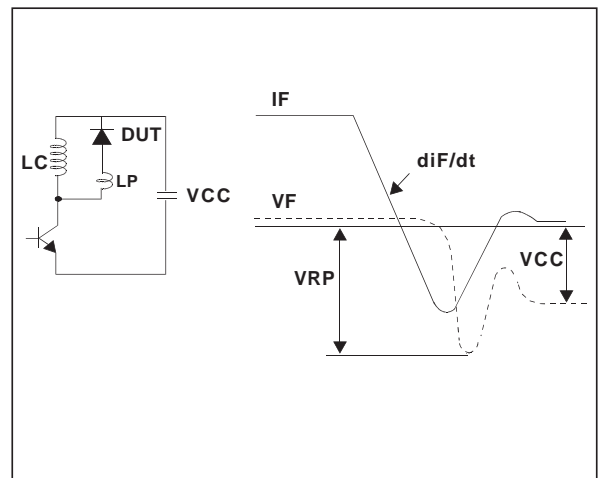 DUT
LC
LP
VCC
IF
diF/dt
VF
VRP
VCC